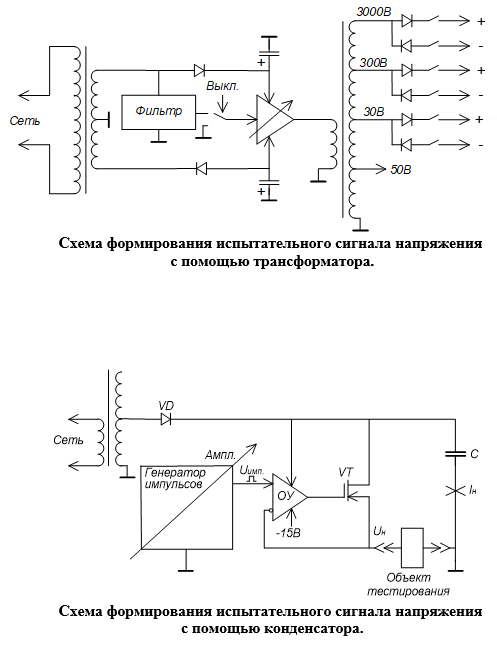 3000В
+
-
300В
+
-
30В
+
-
50В
+
Выкл.
Фильтр
Сеть
+
Схема формирования испытательного сигнала напряжения
с помощью трансформатора.
VD
Сеть
Ампл.
Генератор
импульсов
Uимп.
ОУ
VT
-15В
C
Iн
Uн
Объект
тестирования
Схема формирования испытательного сигнала напряжения
с помощью конденсатора.